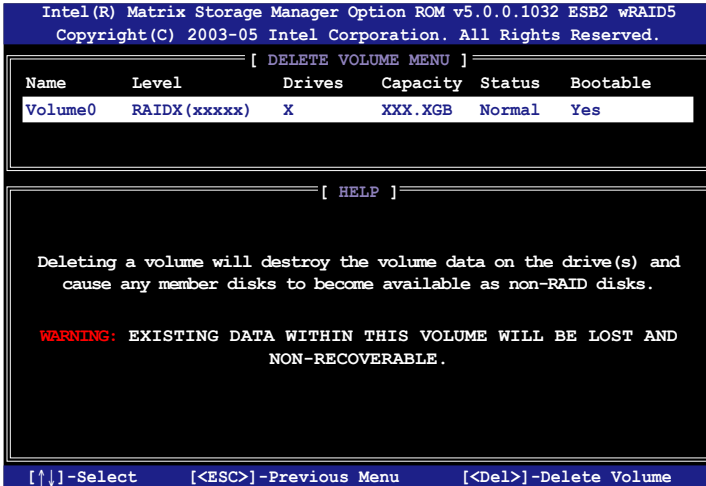 Intel(R) Matrix Storage Manager Option ROM v5.0.0.1032 ESB2 wRAID5
Copyright(C) 2003-05 Intel Corporation. All Rights Reserved.
[ DELETE VOLUME MENU ]
Name Level Drives Capacity Status Bootable
Volume0 RAIDX(xxxxx) X XXX.XGB Normal Yes
[ HELP ]
Deleting a volume will destroy the volume data on the drive(s) and
cause any member disks to become available as non-RAID disks.
WARNING: EXISTING DATA WITHIN THIS VOLUME WILL BE LOST AND
NON-RECOVERABLE.
[↑↓]-Select [<ESC>]-Previous Menu [<Del>]-Delete Volume